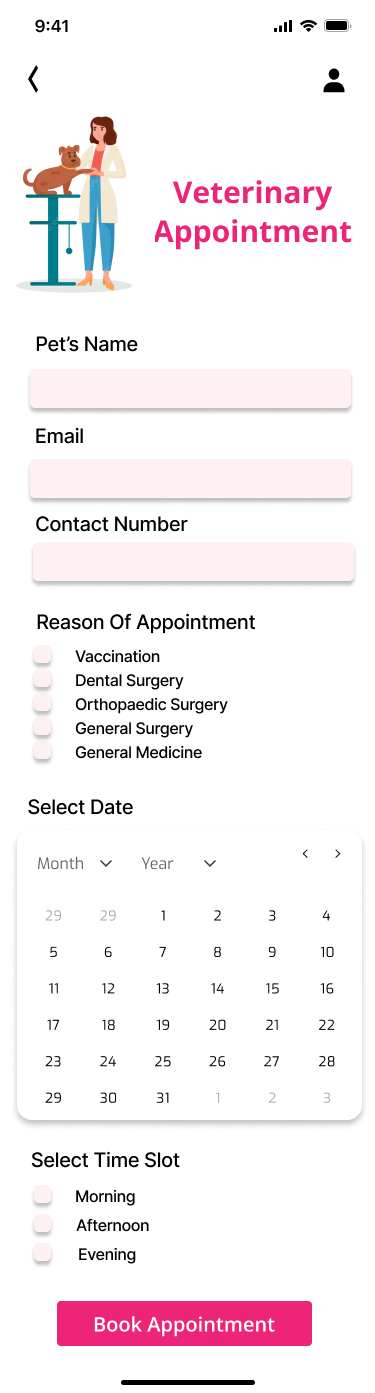 9:41
Veterinary
Appointment
Pet's Name
Email
Contact Number
Reason Of Appointment
Vaccination
Dental Surgery
Orthopaedic Surgery
General Surgery
General Medicine
Select Date
Month Year
29 29 1 2 3 4
5 6 7 8 9 10
11 12 13 14 15 16
17 18 19 20 21 22
23 24 25 26 27 28
29 30 31 1 2 3
Select Time Slot
Morning
Afternoon
Evening
Book Appointment